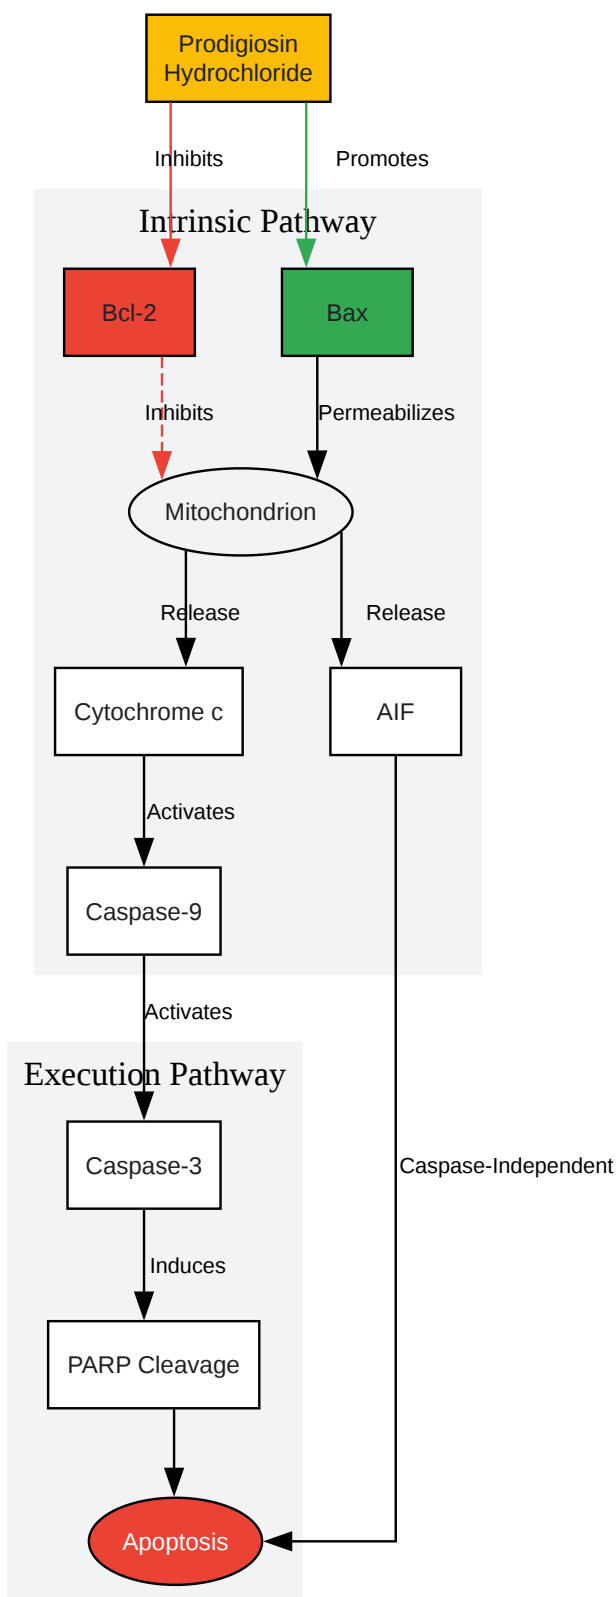 Prodigiosin
Hydrochloride
Inhibits
Promotes
Intrinsic Pathway
Bcl-2
Bax
Inhibits
Permeabilizes
Mitochondrion
Release
Release
Cytochrome c
AIF
Activates
Caspase-9
Activates
Execution Pathway
Caspase-3
Caspase-Independent
Induces
PARP Cleavage
Apoptosis